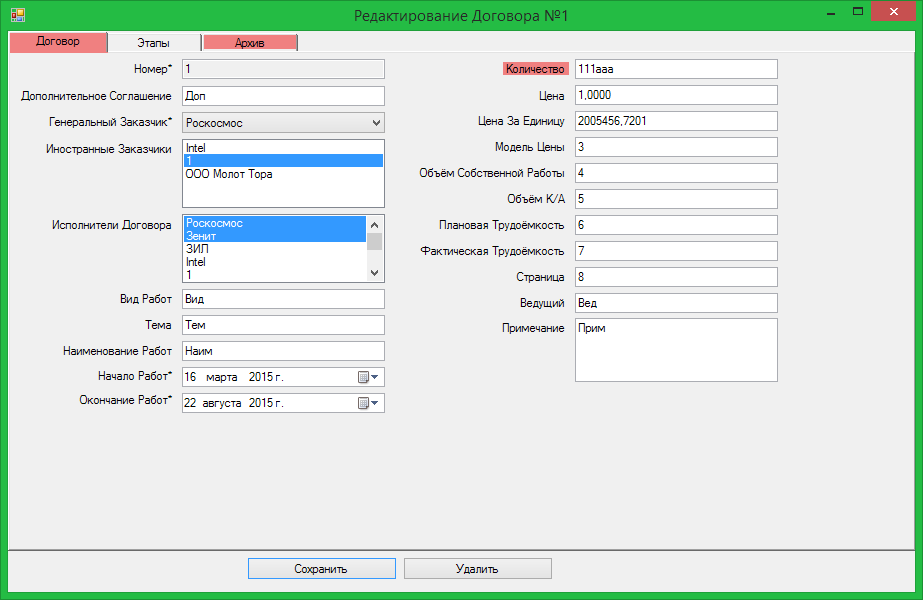 Редактирование Договора №1
Договор
Этапы
Архив
Номер*
1
Дополнительное Соглашение
Доп
Генеральный Заказчик*
Роскосмос
Иностранные Заказчики
Intel
1
ООО Молот Тора
Исполнители Договора
Роскосмос
Зенит
ЗИЛ
Intel
1
Вид Работ
Вид
Тема
Тем
Наименование Работ
Наим
Начало Работ*
16 марта 2015 г.
Окончание Работ*
22 августа 2015 г.
Количество
111ааа
Цена
1,0000
Цена За Единицу
2005456,7201
Модель Цены
3
Объём Собственной Работы
4
Объём К/А
5
Плановая Трудоёмкость
6
Фактическая Трудоёмкость
7
Страница
8
Ведущий
Вед
Примечание
Прим
Сохранить
Удалить